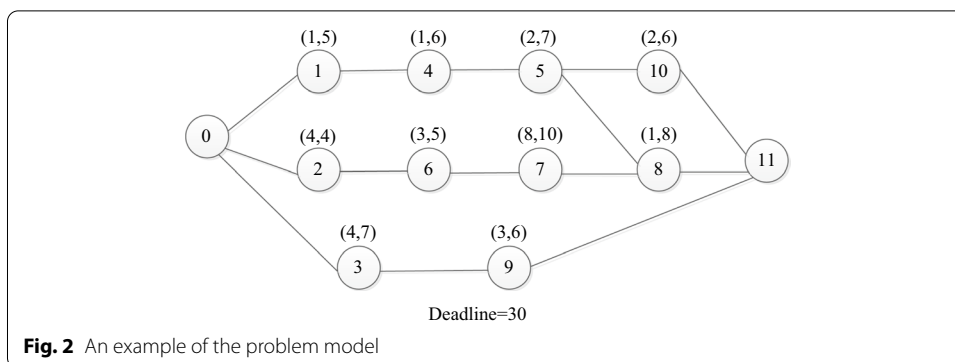 (1,5) (1,6) (2,7) (2,6)
1 4 5 10
0
(4,4) (3,5) (8,10) (1,8)
11
2 6 7 8
(4,7) (3,6)
3 9
Deadline=30
Fig. 2 An example of the problem model